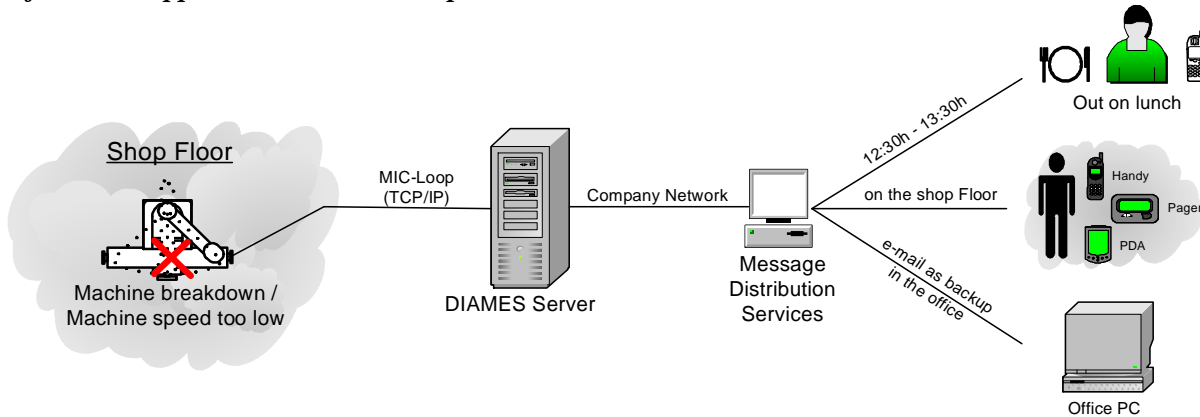 Shop Floor
Machine breakdown /
Machine speed too low
MIC-Loop
(TCP/IP)
DIAMES Server
Company Network
Message
Distribution
Services
12:30h - 13:30h
on the shop Floor
e-mail as backup
in the office
Out on lunch
Handy
Pager
PDA
Office PC